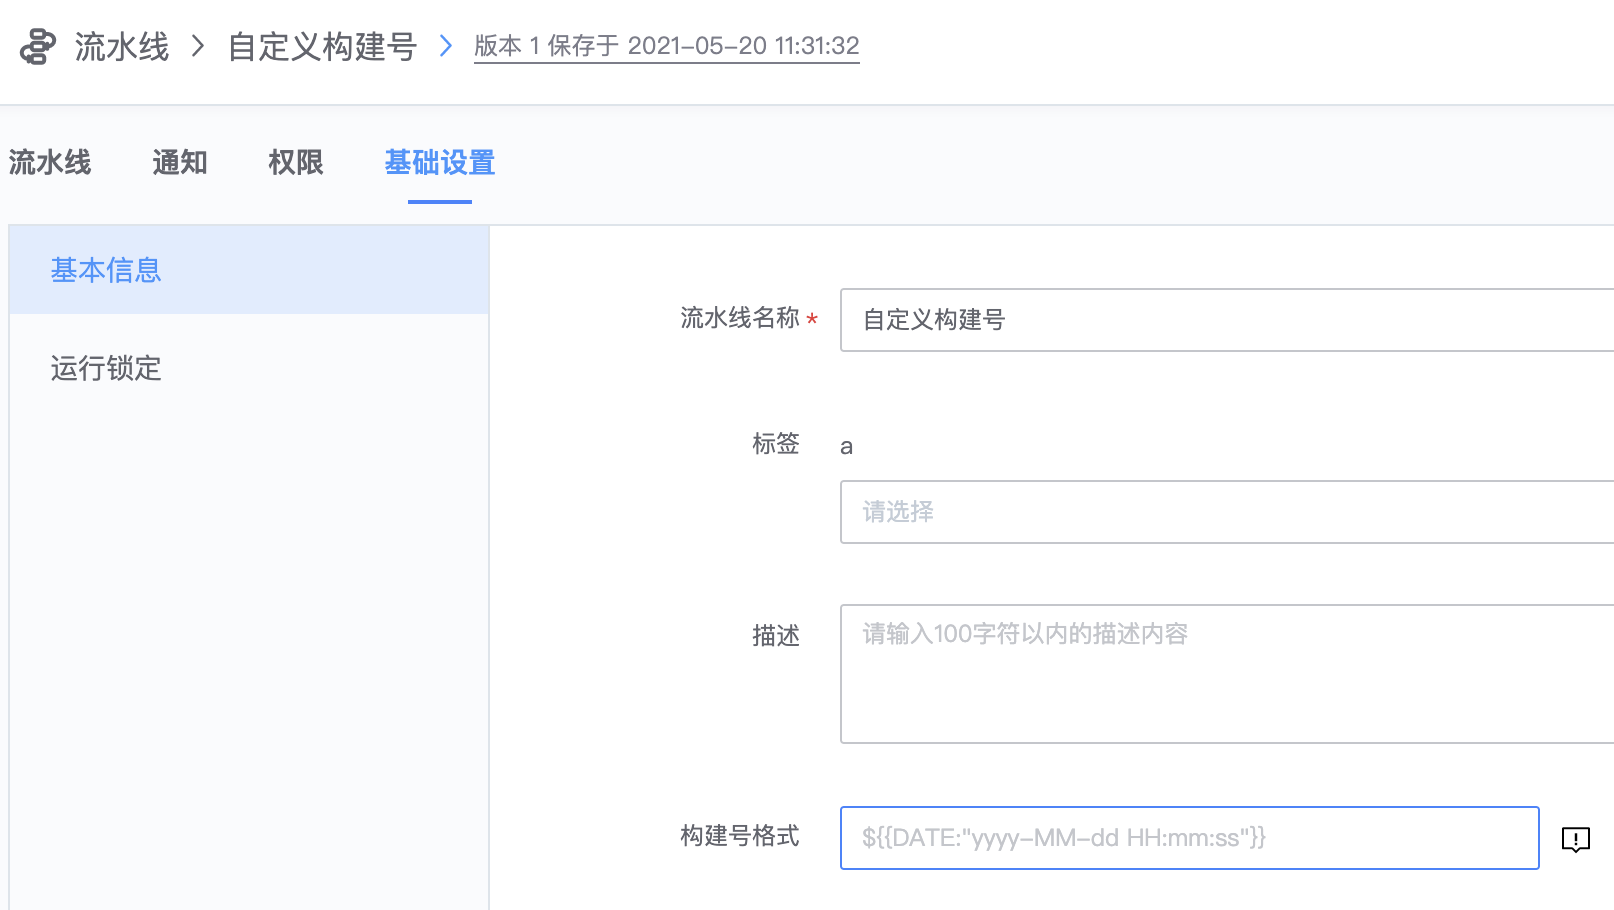 流水线 > 自定义构建号 > 版本 1 保存于 2021-05-20 11:31:32
流水线 通知 权限 基础设置
基本信息
运行锁定
流水线名称 * 自定义构建号
标签 a
请选择
描述 请输入100字符以内的描述内容
构建号格式 ${{DATE:"yyyy-MM-dd HH:mm:ss"}}